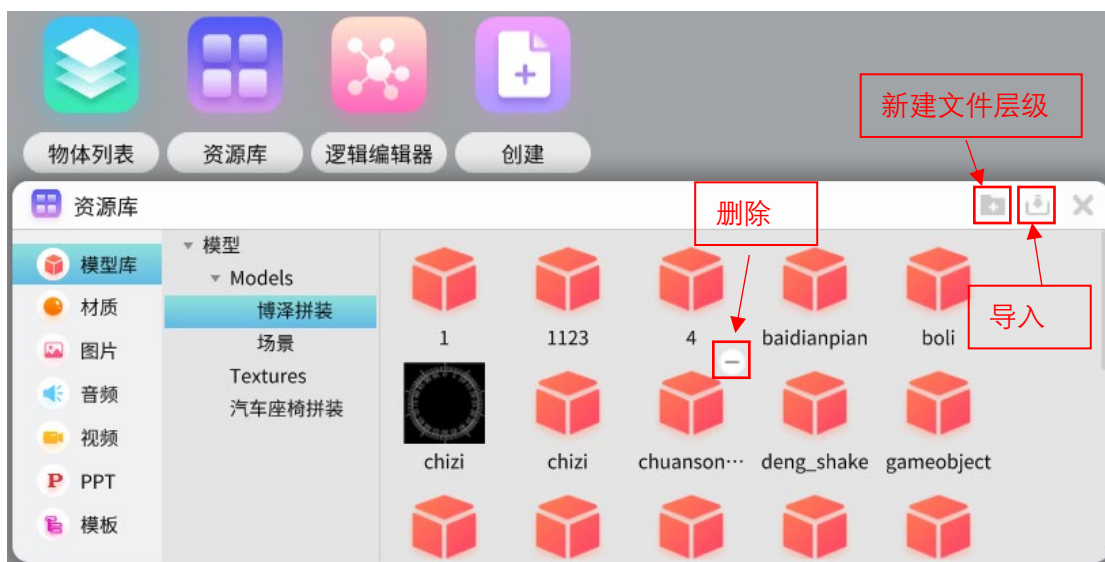 新建文件层级
物体列表
资源库
逻辑编辑器
创建
资源库
删除
导入
模型库
材质
图片
音频
视频
P PPT
模板
模型
Models
博泽拼装
场景
Textures
汽车座椅拼装
1
1123
4
baidianpian
boli
chizi
chizi
chuanson…
deng_shake
gameobject